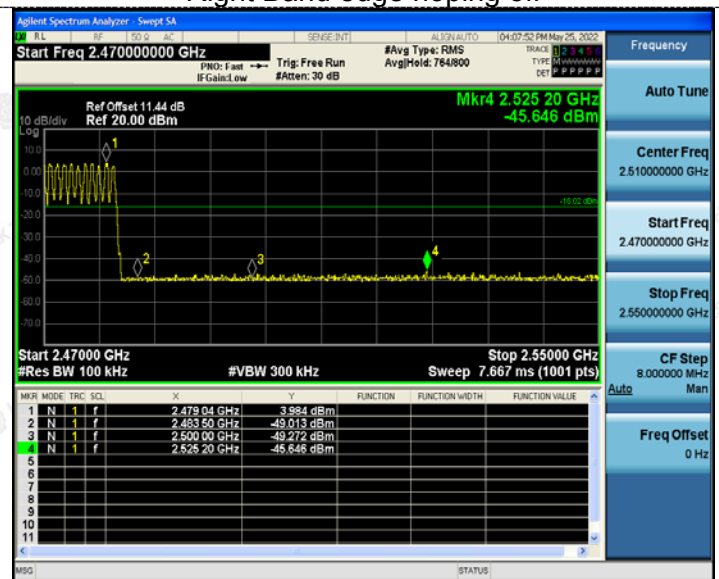 Right Band edge hoping off
Agilent Spectrum Analyzer - Swept SA
RL RF 50 Ω AC SENSE:INT ALIGN AUTO 04:07:52 PM May 25, 2022
Start Freq 2.470000000 GHz
PNO: Fast
IFGain:Low
Trig: Free Run
#Atten: 30 dB
#Avg Type: RMS
Avg|Hold: 764/800
TRACE 1 2 3 4 5 6
TYPE M
DET P P P P P P
Frequency
Auto Tune
Center Freq
2.510000000 GHz
Start Freq
2.470000000 GHz
Stop Freq
2.550000000 GHz
CF Step
8.000000 MHz
Auto Man
Freq Offset
0 Hz
Mkr4 2.525 20 GHz
-45.646 dBm
Ref Offset 11.44 dB
10 dB/div Ref 20.00 dBm
Log
10.0
0.00
-10.0
-20.0
-30.0
-40.0
-50.0
-60.0
-70.0
1
2
3
4
-16.02 dBm
Start 2.47000 GHz Stop 2.55000 GHz
#Res BW 100 kHz #VBW 300 kHz Sweep 7.667 ms (1001 pts)
MKR MODE TRC SCL X Y FUNCTION FUNCTION WIDTH FUNCTION VALUE
1 N 1 f 2.479 04 GHz 3.984 dBm
2 N 1 f 2.483 50 GHz -49.013 dBm
3 N 1 f 2.500 00 GHz -49.272 dBm
4 N 1 f 2.525 20 GHz -45.646 dBm
5
6
7
8
9
10
11
MSG STATUS